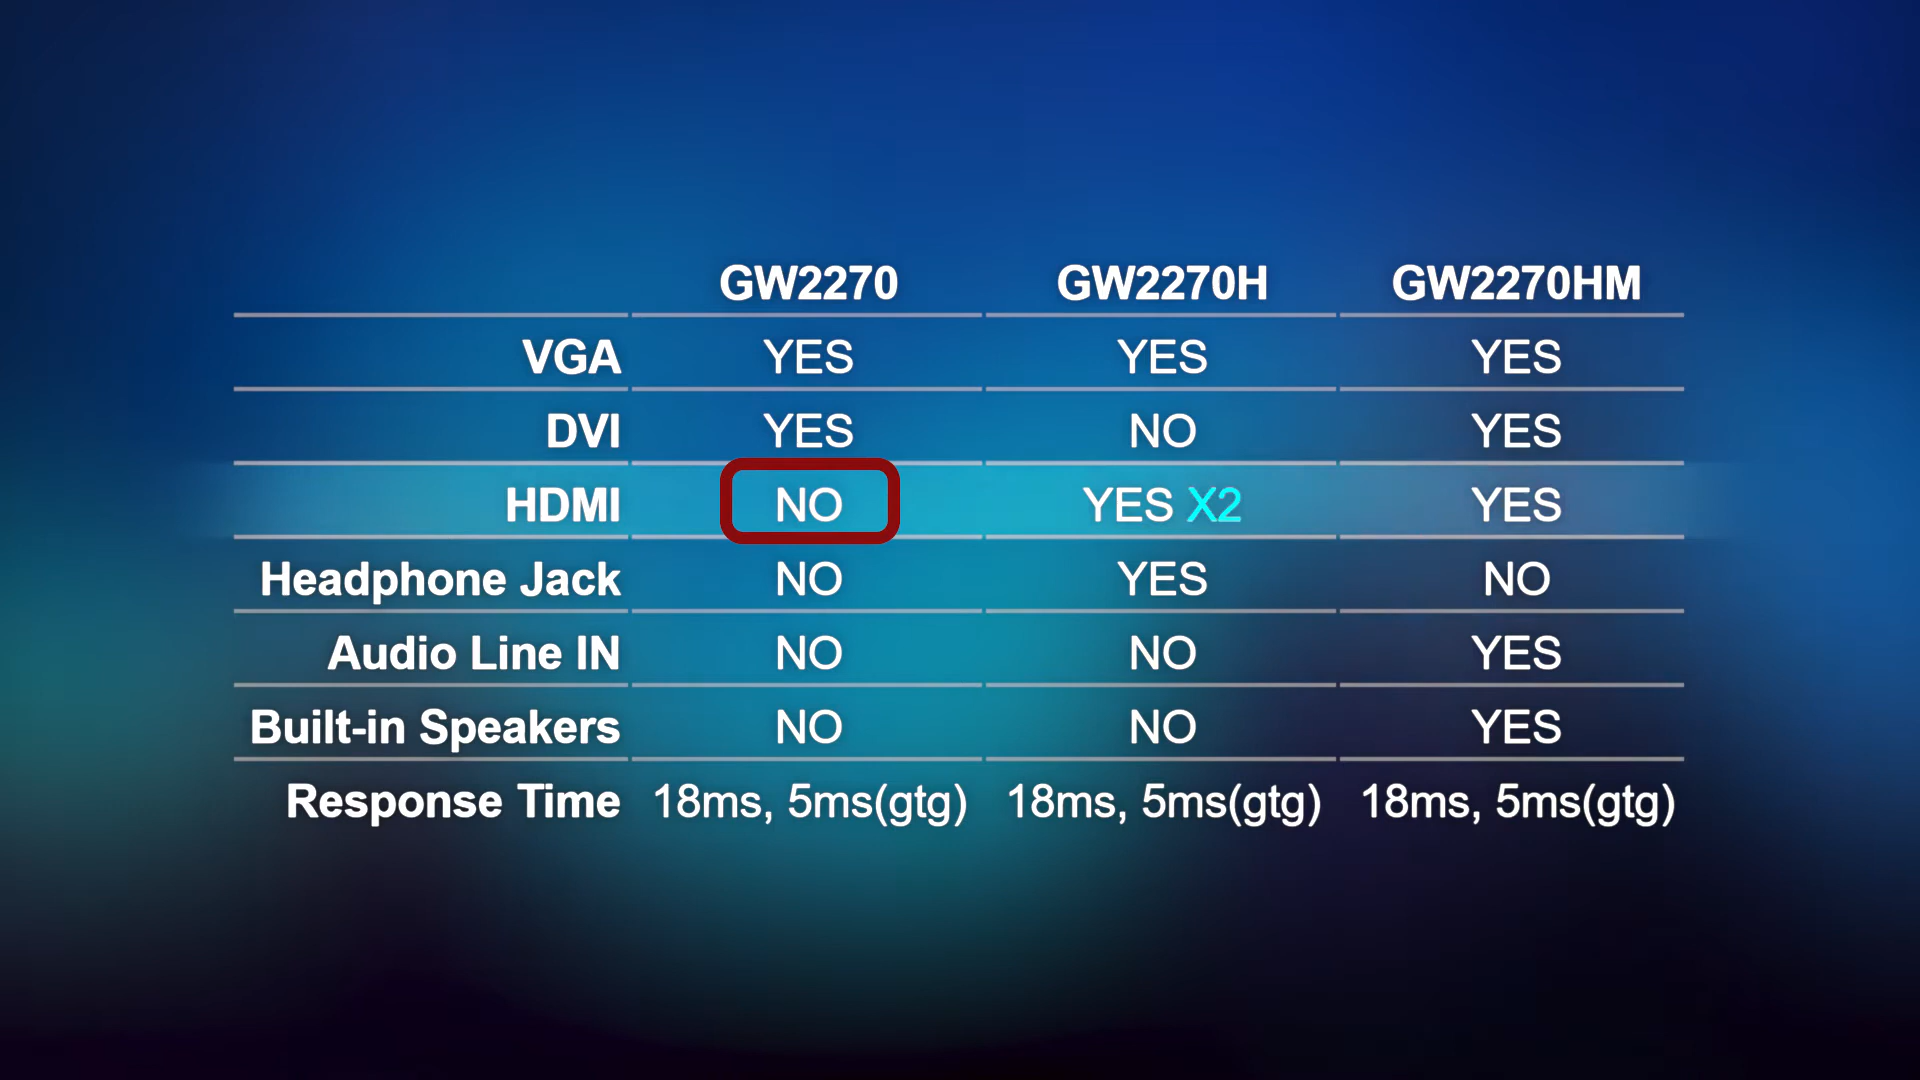 GW2270 GW2270H GW2270HM
VGA YES YES YES
DVI YES NO YES
HDMI NO YES X2 YES
Headphone Jack NO YES NO
Audio Line IN NO NO YES
Built-in Speakers NO NO YES
Response Time 18ms, 5ms(gtg) 18ms, 5ms(gtg) 18ms, 5ms(gtg)